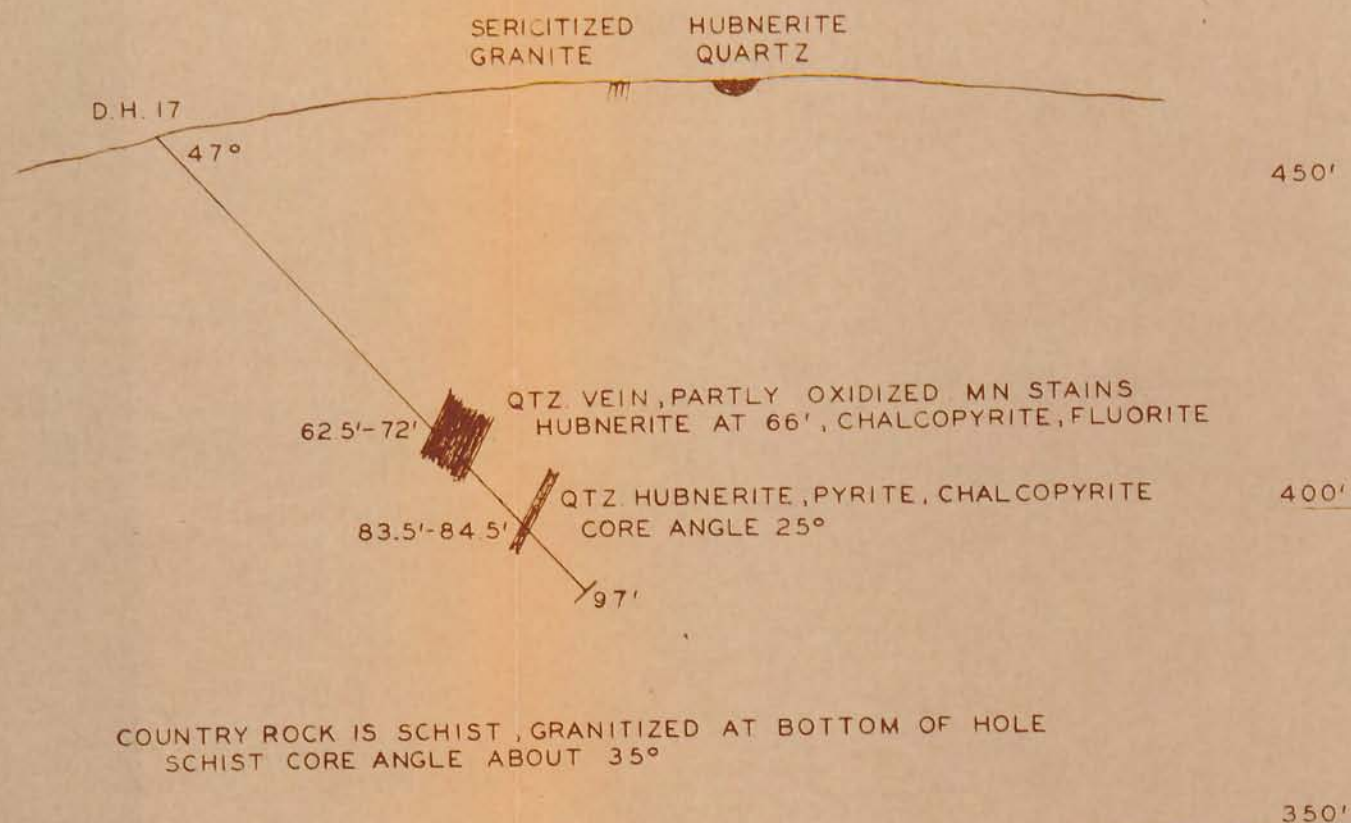 SERICITIZED HUBNERITE
GRANITE QUARTZ
D.H. 17
47°
450'
QTZ. VEIN, PARTLY OXIDIZED MN STAINS
62.5'-72' HUBNERITE AT 66', CHALCOPYRITE, FLUORITE
QTZ. HUBNERITE, PYRITE, CHALCOPYRITE 400'
83.5'-84.5' CORE ANGLE 25°
97'
COUNTRY ROCK IS SCHIST, GRANITIZED AT BOTTOM OF HOLE
SCHIST CORE ANGLE ABOUT 35°
350'